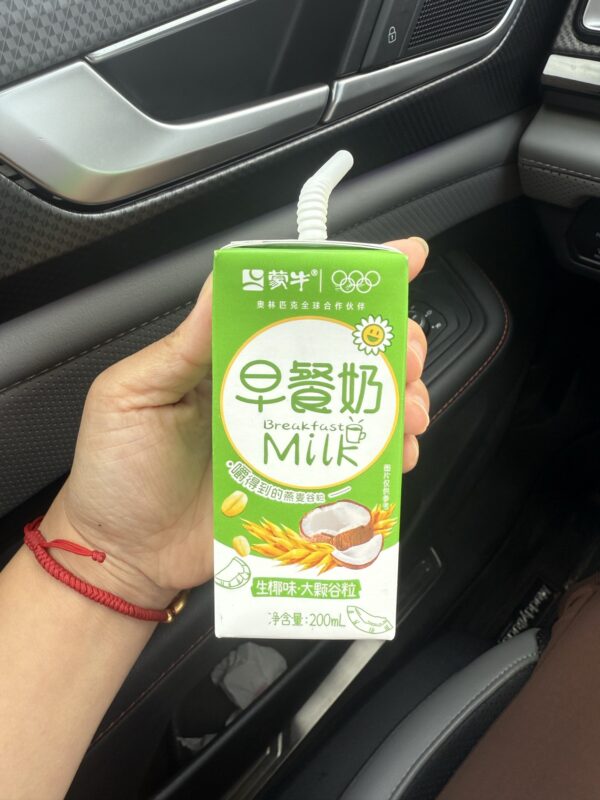 蒙牛®
奥林匹克全球合作伙伴
早餐奶
Breakfast
Milk
·嚼得到的燕麦谷粒
图片仅供参考
生椰味·大颗谷粒
净含量:200mL